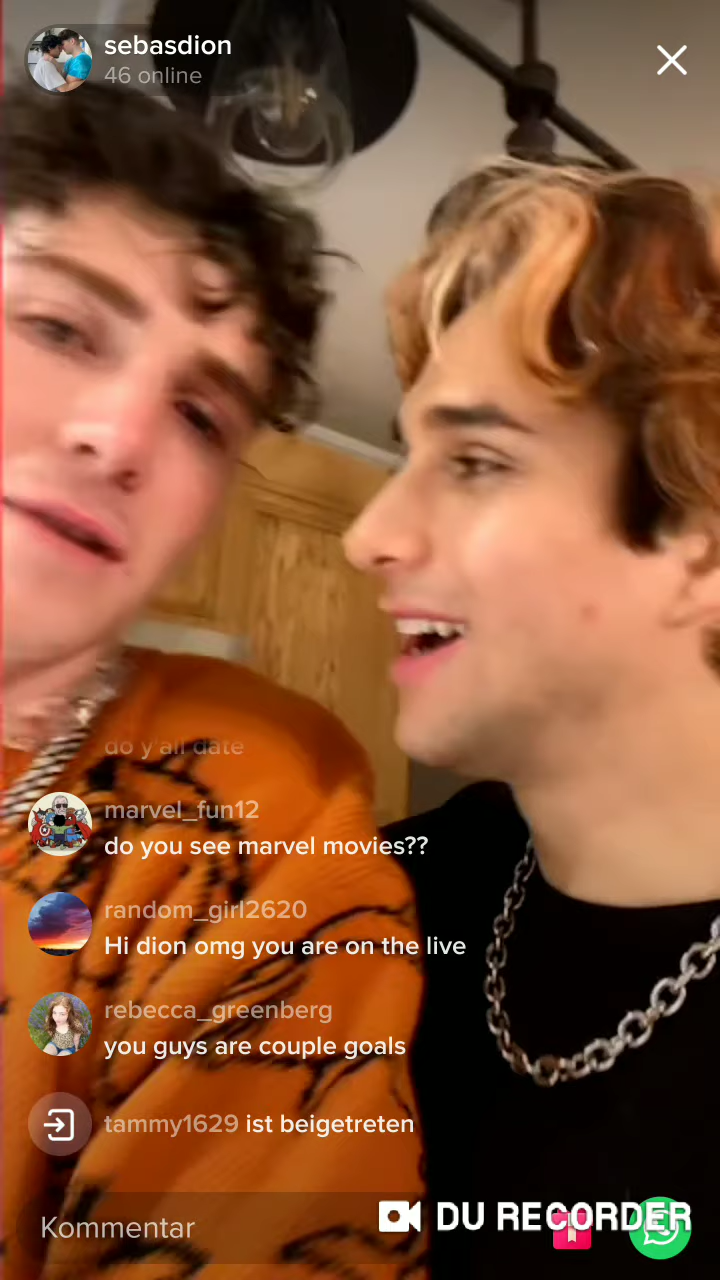 sebasdion
46 online
do y'all date
marvel_fun12
do you see marvel movies??
random_girl2620
Hi dion omg you are on the live
rebecca_greenberg
you guys are couple goals
tammy1629 ist beigetreten
Kommentar
DU RECORDER